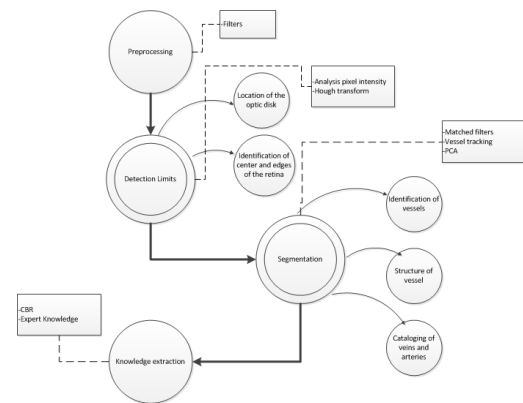 -Filters
Preprocessing
-Analysis pixel intensity
-Hough transform
Location of the
optic disk
-Matched filters
-Vessel tracking
-PCA
Detection Limits
Identification of
center and edges
of the retina
Identification of
vessels
Segmentation
Structure of
vessel
-CBR
-Expert Knowledge
Cataloging of
veins and
arteries
Knowledge extraction